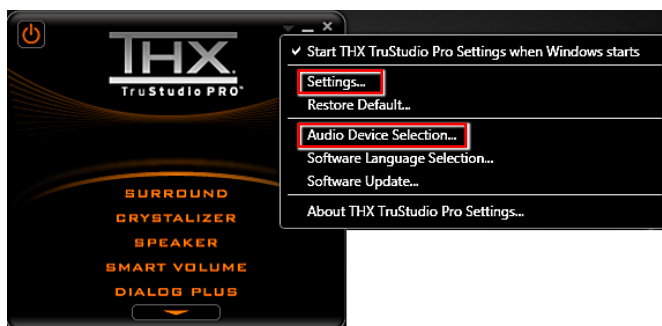 THX
TruStudio PRO™
SURROUND
CRYSTALIZER
SPEAKER
SMART VOLUME
DIALOG PLUS
Start THX TruStudio Pro Settings when Windows starts
Settings...
Restore Default...
Audio Device Selection...
Software Language Selection...
Software Update...
About THX TruStudio Pro Settings...